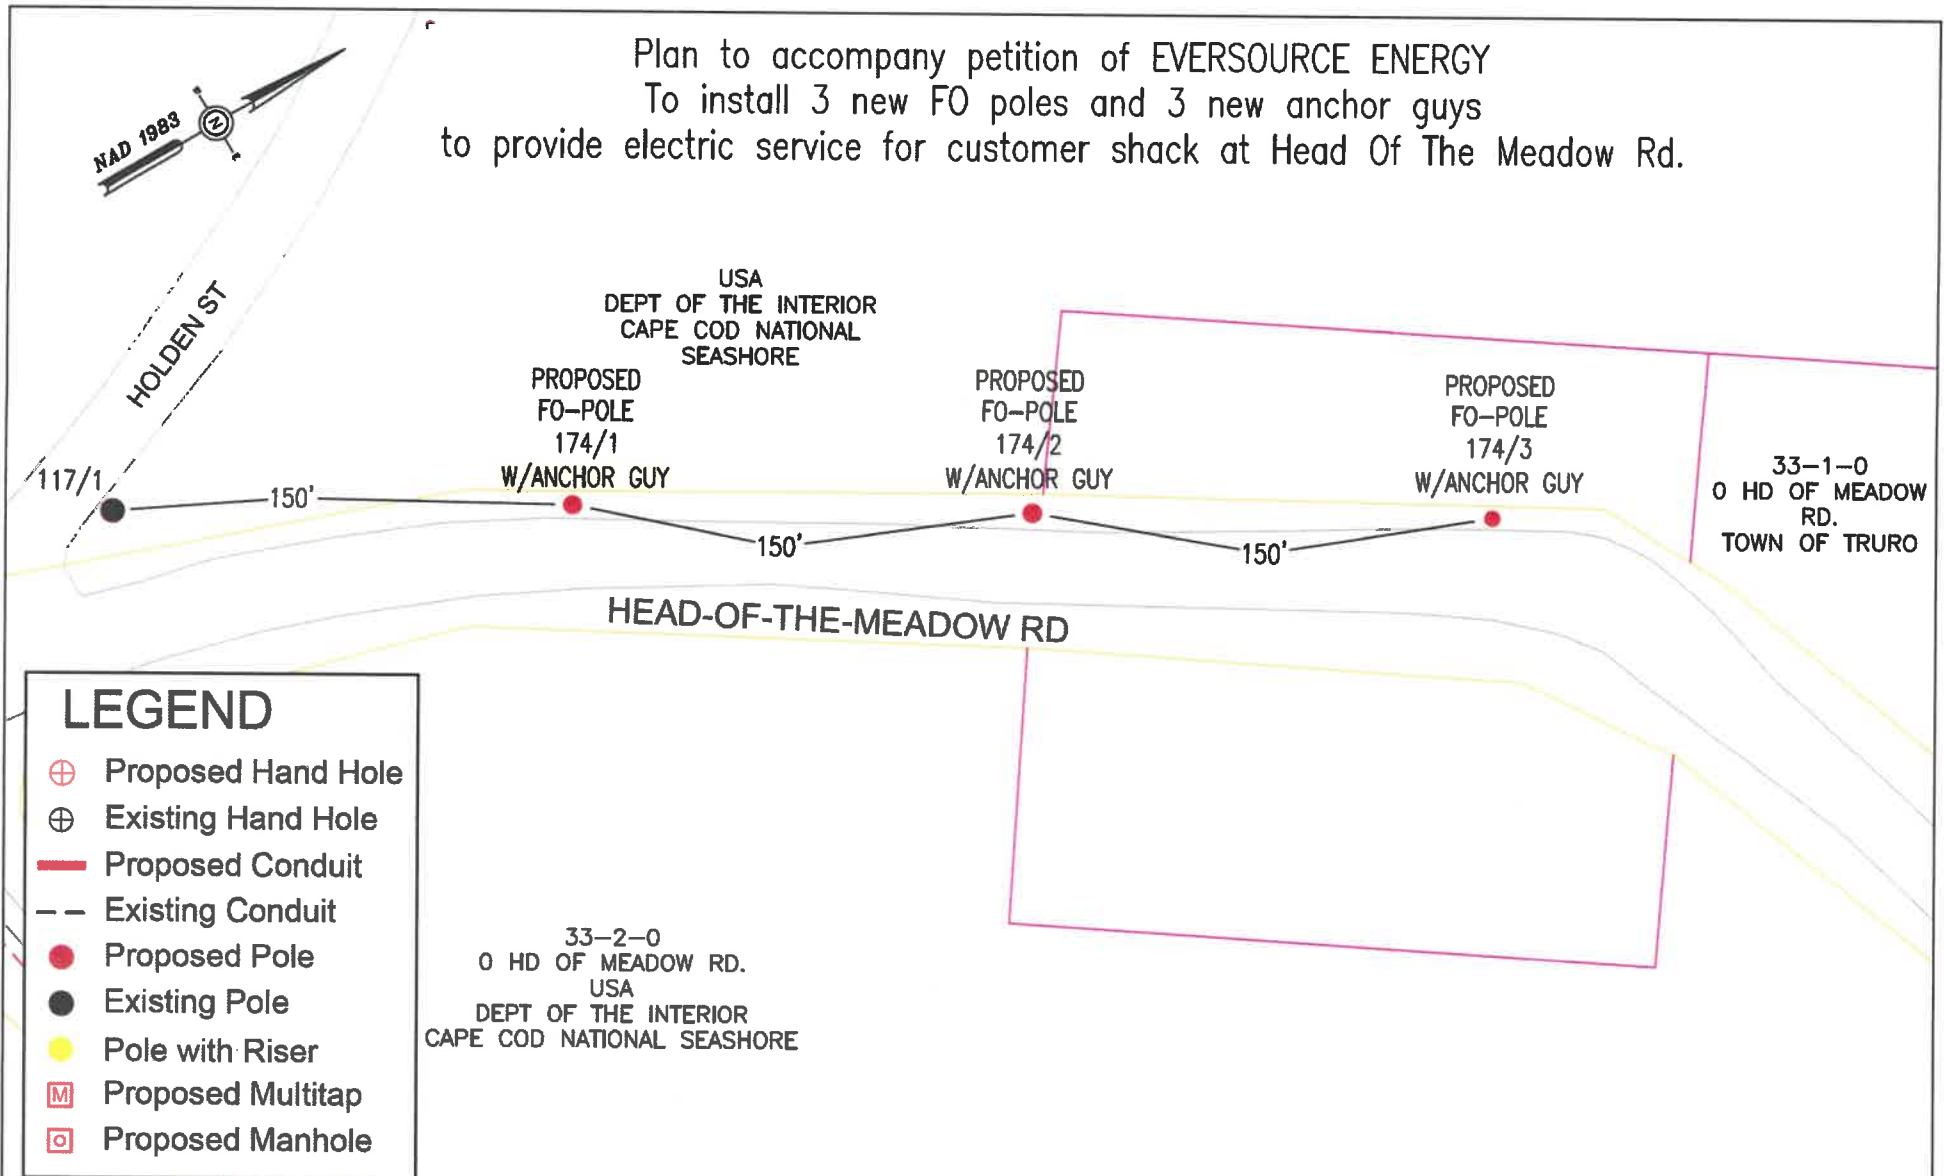 Plan to accompany petition of EVERSOURCE ENERGY
To install 3 new FO poles and 3 new anchor guys
to provide electric service for customer shack at Head Of The Meadow Rd.
NAD 1983
N
HOLDEN ST
USA
DEPT OF THE INTERIOR
CAPE COD NATIONAL
SEASHORE
117/1
150'
PROPOSED
FO-POLE
174/1
W/ANCHOR GUY
150'
PROPOSED
FO-POLE
174/2
W/ANCHOR GUY
150'
PROPOSED
FO-POLE
174/3
W/ANCHOR GUY
33-1-0
0 HD OF MEADOW
RD.
TOWN OF TRURO
HEAD-OF-THE-MEADOW RD
LEGEND
Proposed Hand Hole
Existing Hand Hole
Proposed Conduit
Existing Conduit
Proposed Pole
Existing Pole
Pole with Riser
M Proposed Multitap
Proposed Manhole
33-2-0
0 HD OF MEADOW RD.
USA
DEPT OF THE INTERIOR
CAPE COD NATIONAL SEASHORE